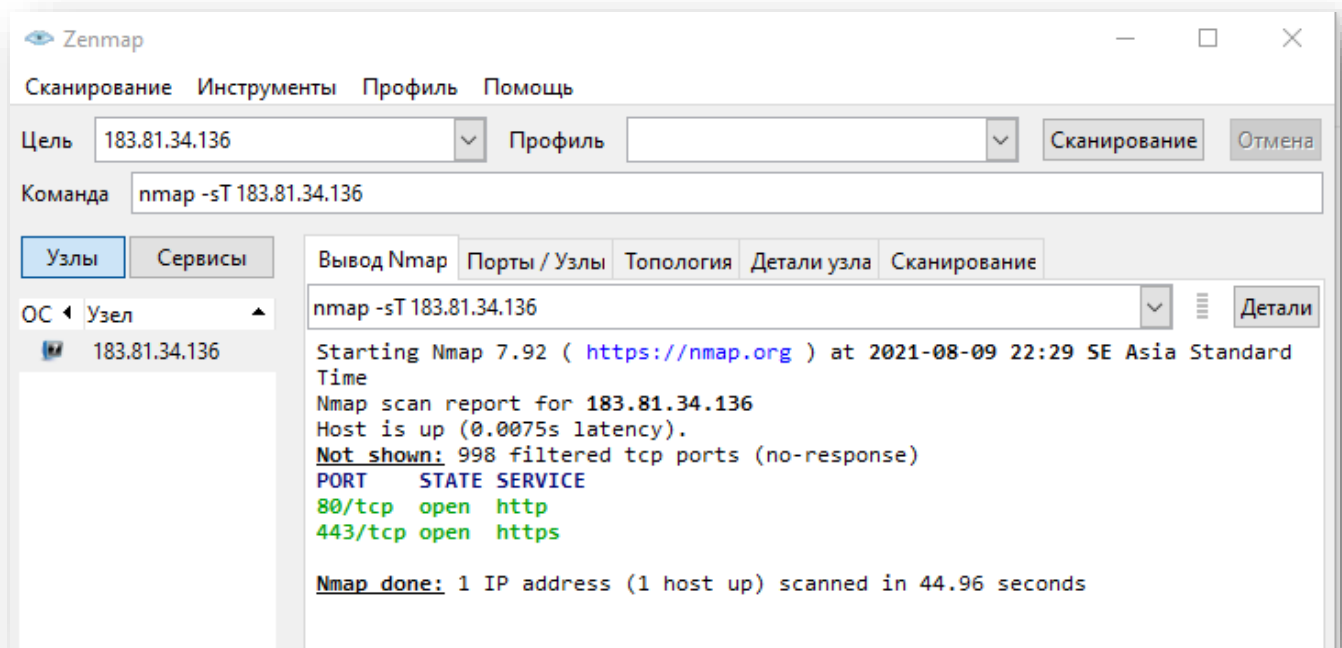 Zenmap
Сканирование Инструменты Профиль Помощь
Цель 183.81.34.136 Профиль Сканирование Отмена
Команда nmap -sT 183.81.34.136
Узлы Сервисы Вывод Nmap Порты / Узлы Топология Детали узла Сканирование
ОС Узел nmap -sT 183.81.34.136 Детали
183.81.34.136
Starting Nmap 7.92 ( https://nmap.org ) at 2021-08-09 22:29 SE Asia Standard
Time
Nmap scan report for 183.81.34.136
Host is up (0.0075s latency).
Not shown: 998 filtered tcp ports (no-response)
PORT STATE SERVICE
80/tcp open http
443/tcp open https
Nmap done: 1 IP address (1 host up) scanned in 44.96 seconds